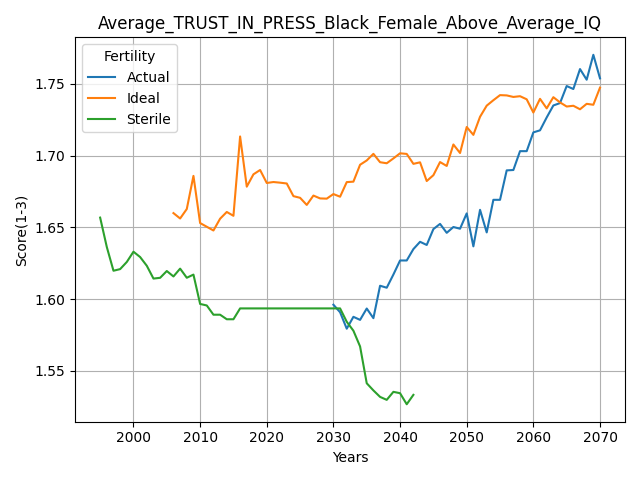 Average_TRUST_IN_PRESS_Black_Female_Above_Average_IQ
Fertility
Actual
Ideal
Sterile
Score(1-3)
1.75
1.70
1.65
1.60
1.55
2000 2010 2020 2030 2040 2050 2060 2070
Years